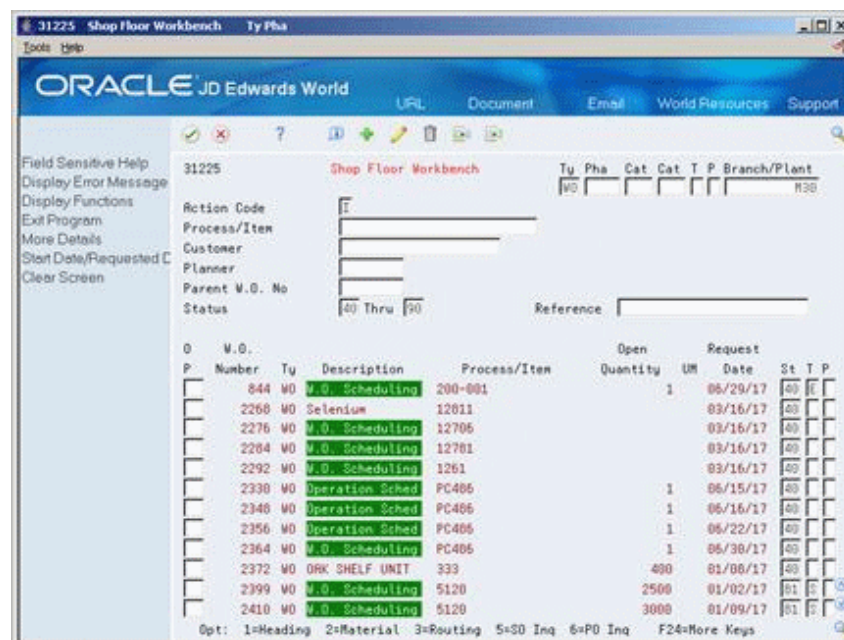 31225 Shop Floor Workbench Ty Pha
Tools Help
ORACLE JD Edwards World
URL Document Email World Resources Support
Field Sensitive Help
Display Error Message
Display Functions
Exit Program
More Details
Start Date/Requested D
Clear Screen
31225 Shop Floor Workbench Ty Pha Cat Cat T P Branch/Plant
WO M30
Action Code I
Process/Item
Customer
Planner
Parent W.O. No
Status 40 Thru 90 Reference
O W.O. Open Request
P Number Ty Description Process/Item Quantity UM Date St T P
844 WO W.O. Scheduling 200-001 1 06/29/17 40 E
2268 WO Selenium 12011 03/16/17 40
2276 WO W.O. Scheduling 12706 03/16/17 40
2284 WO W.O. Scheduling 12781 03/16/17 40
2292 WO W.O. Scheduling 1261 03/16/17 40
2330 WO Operation Sched PC486 1 06/15/17 40
2348 WO Operation Sched PC486 1 06/16/17 40
2356 WO Operation Sched PC486 1 06/22/17 40
2364 WO W.O. Scheduling PC486 1 06/30/17 40
2372 WO OAK SHELF UNIT 333 400 01/08/17 40
2399 WO W.O. Scheduling 5120 2500 01/02/17 81 S
2410 WO W.O. Scheduling 5120 3000 01/09/17 81 S
Opt: 1=Heading 2=Material 3=Routing 5=SO Inq 6=PO Inq F24=More Keys